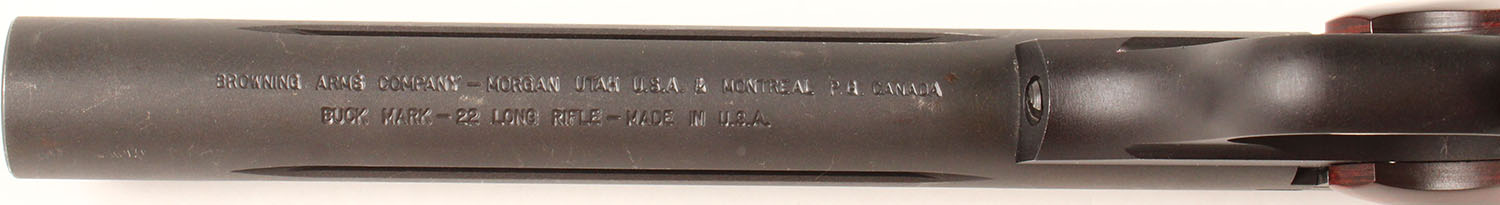 BROWNING ARMS COMPANY - MORGAN UTAH U.S.A. & MONTREAL P.Q. CANADA
BUCK MARK - 22 LONG RIFLE - MADE IN U.S.A.